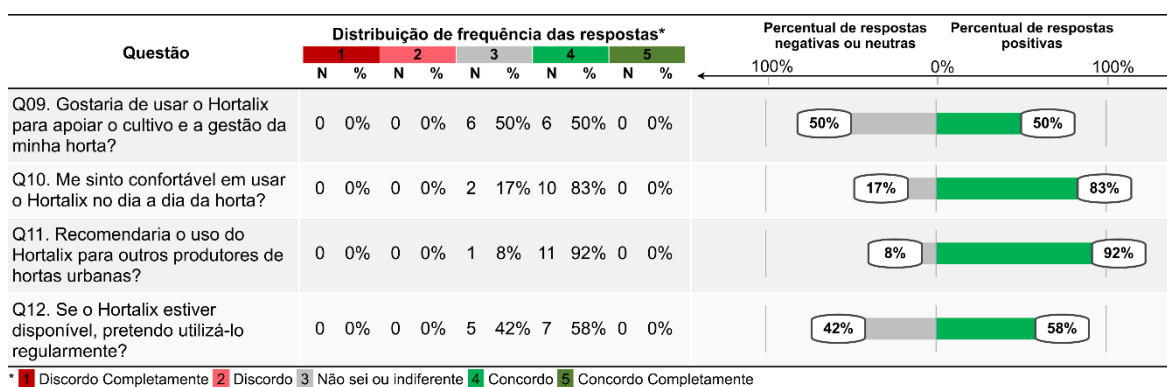 Questão
Distribuição de frequência das respostas*
1 2 3 4 5
N % N % N % N % N %
Percentual de respostas
negativas ou neutras
Percentual de respostas
positivas
100% 0% 100%
Q09. Gostaria de usar o Hortalix
para apoiar o cultivo e a gestão da
minha horta?
0 0% 0 0% 6 50% 6 50% 0 0%
50% 50%
Q10. Me sinto confortável em usar
o Hortalix no dia a dia da horta?
0 0% 0 0% 2 17% 10 83% 0 0%
17% 83%
Q11. Recomendaria o uso do
Hortalix para outros produtores de
hortas urbanas?
0 0% 0 0% 1 8% 11 92% 0 0%
8% 92%
Q12. Se o Hortalix estiver
disponível, pretendo utilizá-lo
regularmente?
0 0% 0 0% 5 42% 7 58% 0 0%
42% 58%
* 1 Discordo Completamente 2 Discordo 3 Não sei ou indiferente 4 Concordo 5 Concordo Completamente